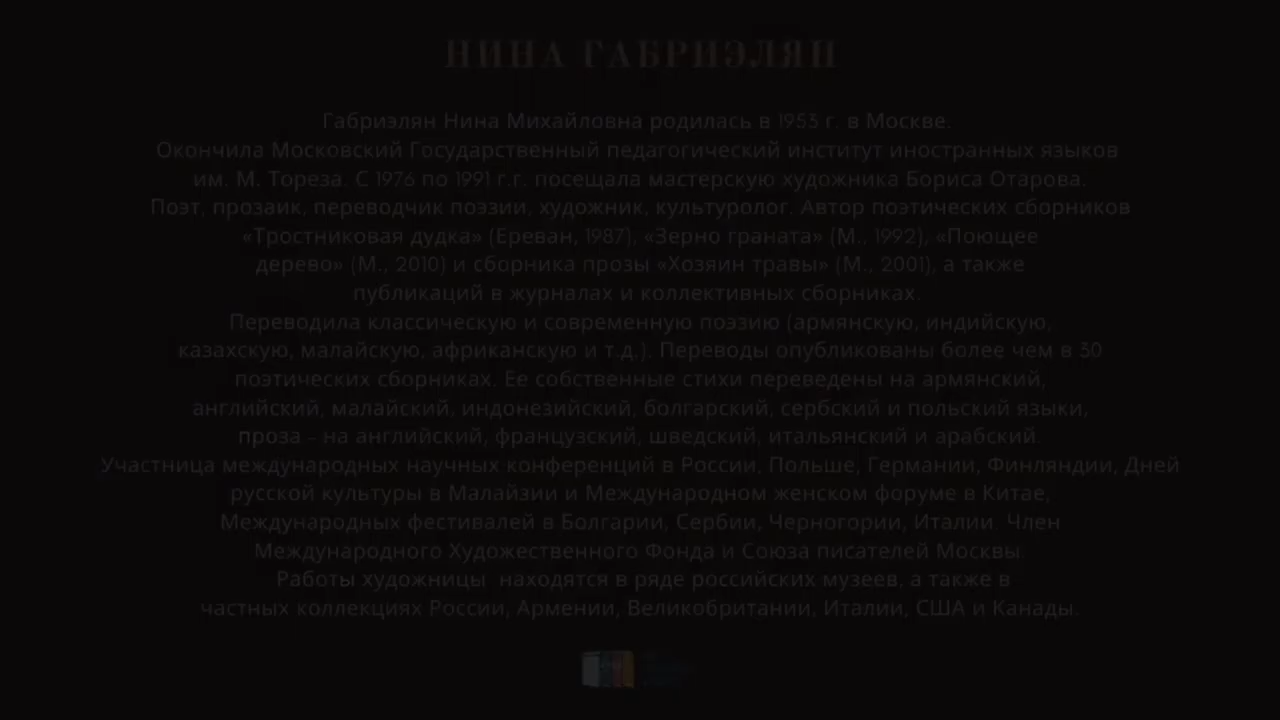 НИНА ГАБРИЭЛЯН
Габриэлян Нина Михайловна родилась в 1953 г. в Москве.
Окончила Московский Государственный педагогический институт иностранных языков
им. М. Тореза. С 1976 по 1991 г.г. посещала мастерскую художника Бориса Отарова.
Поэт, прозаик, переводчик поэзии, художник, культуролог. Автор поэтических сборников
«Тростниковая дудка» (Ереван, 1987), «Зерно граната» (М., 1992), «Поющее
дерево» (М., 2010) и сборника прозы «Хозяин травы» (М., 2001), а также
публикаций в журналах и коллективных сборниках.
Переводила классическую и современную поэзию (армянскую, индийскую,
казахскую, малайскую, африканскую и т.д.). Переводы опубликованы более чем в 30
поэтических сборниках. Ее собственные стихи переведены на армянский,
английский, малайский, индонезийский, болгарский, сербский и польский языки,
проза - на английский, французский, шведский, итальянский и арабский.
Участница международных научных конференций в России, Польше, Германии, Финляндии, Дней
русской культуры в Малайзии и Международном женском форуме в Китае,
Международных фестивалей в Болгарии, Сербии, Черногории, Италии. Член
Международного Художественного Фонда и Союза писателей Москвы.
Работы художницы находятся в ряде российских музеев, а также в
частных коллекциях России, Армении, Великобритании, Италии, США и Канады.